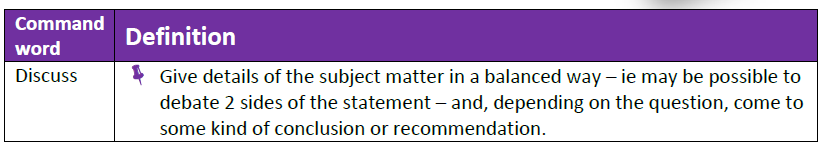 Command
word
Definition
Discuss
Give details of the subject matter in a balanced way – ie may be possible to
debate 2 sides of the statement – and, depending on the question, come to
some kind of conclusion or recommendation.